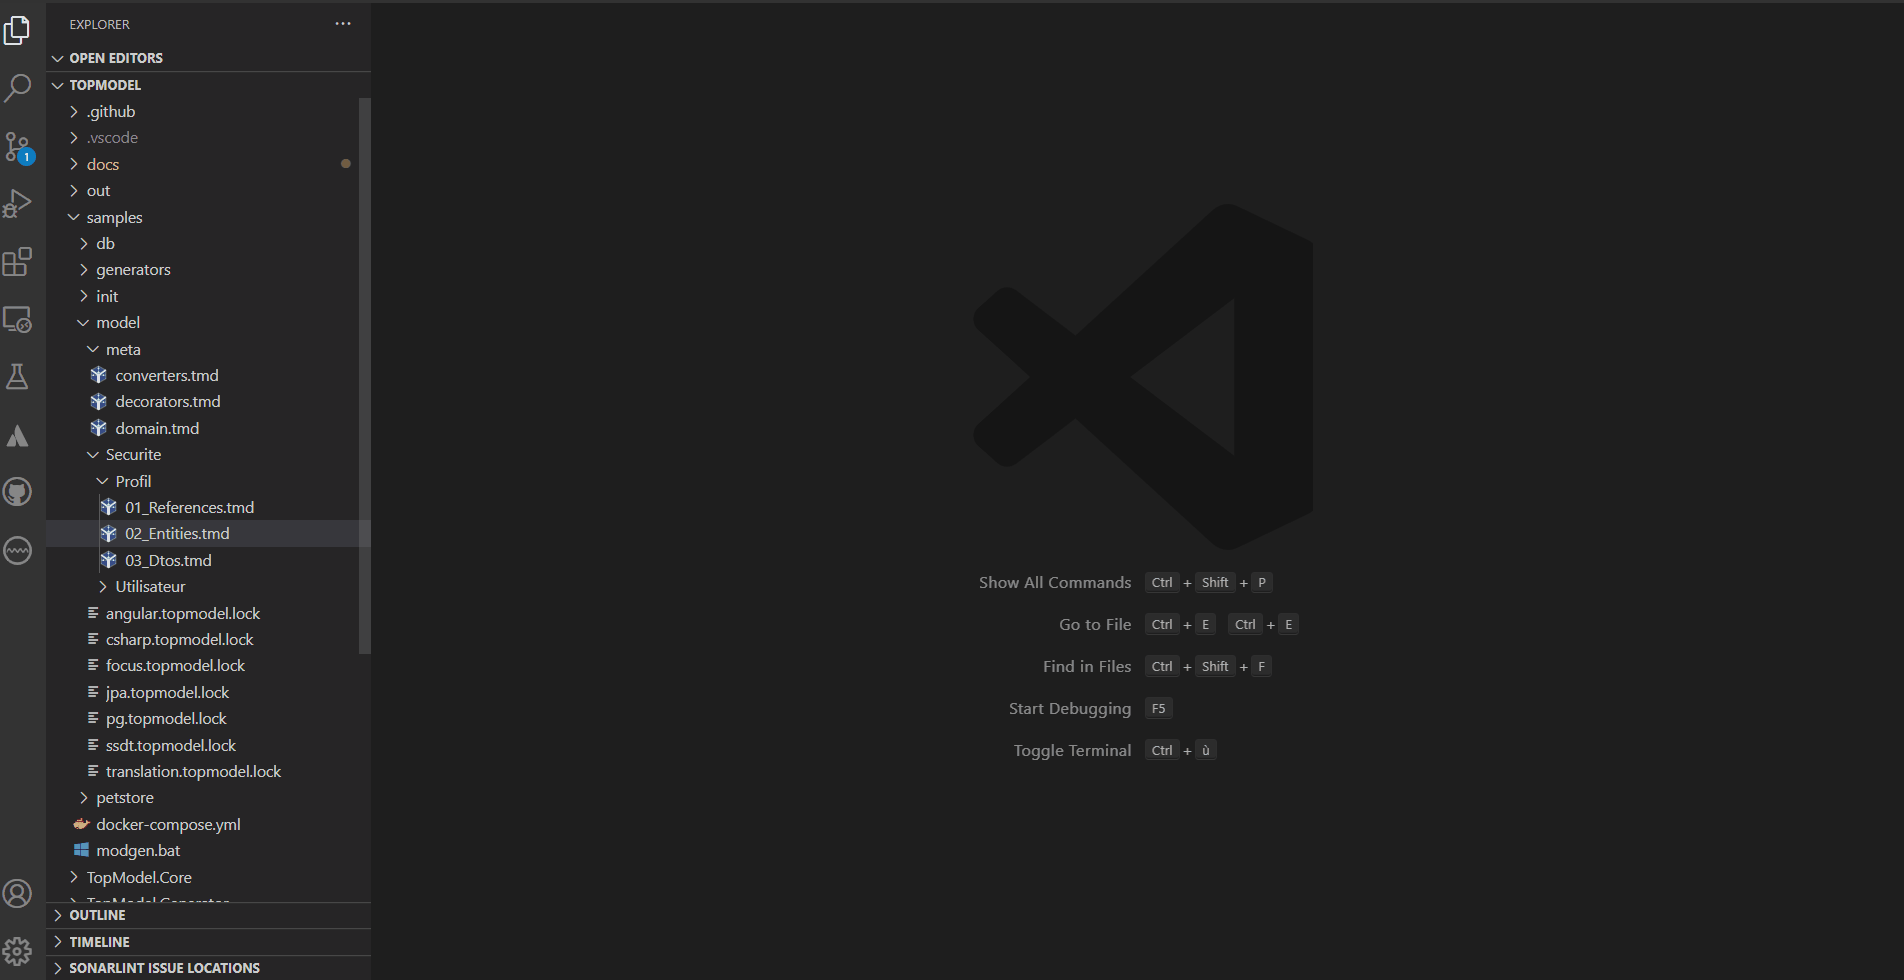 EXPLORER
OPEN EDITORS
TOPMODEL
.github
.vscode
docs
out
samples
db
generators
init
model
meta
converters.tmd
decorators.tmd
domain.tmd
Securite
Profil
01_References.tmd
02_Entities.tmd
03_Dtos.tmd
Utilisateur
angular.topmodel.lock
csharp.topmodel.lock
focus.topmodel.lock
jpa.topmodel.lock
pg.topmodel.lock
ssdt.topmodel.lock
translation.topmodel.lock
petstore
docker-compose.yml
modgen.bat
TopModel.Core
TopModel.Generator
OUTLINE
TIMELINE
SONARLINT ISSUE LOCATIONS
1
Show All Commands Ctrl + Shift + P
Go to File Ctrl + E Ctrl + E
Find in Files Ctrl + Shift + F
Start Debugging F5
Toggle Terminal Ctrl + ù